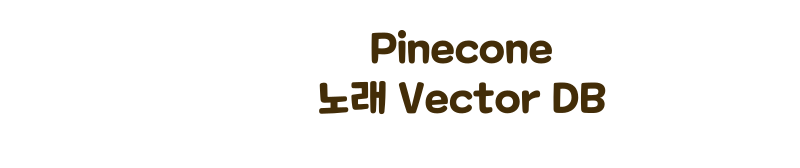 Pinecone
노래 Vector DB